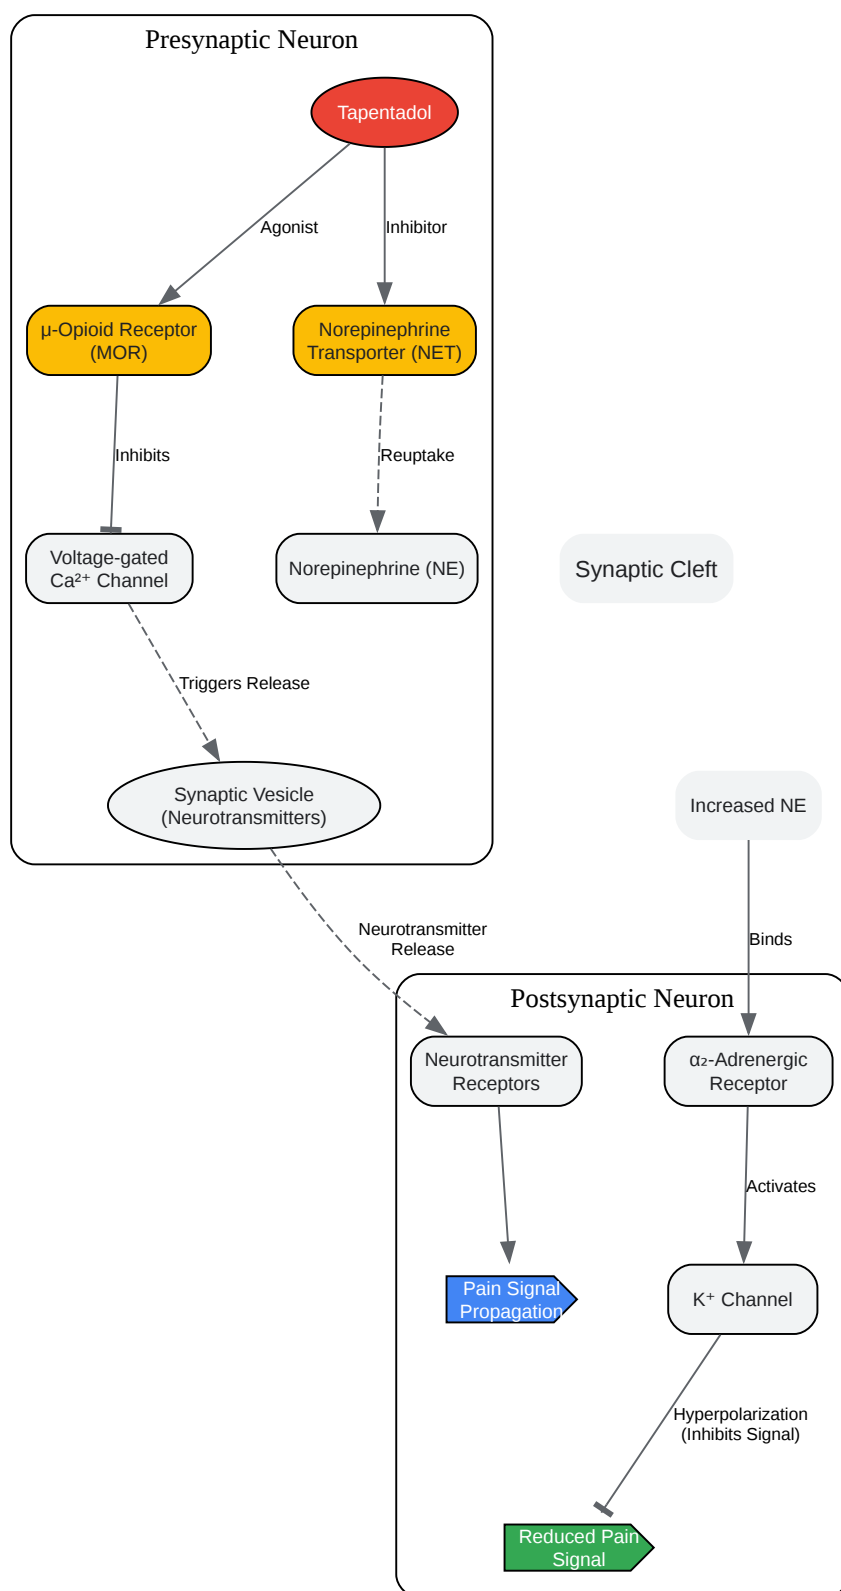 Presynaptic Neuron
Tapentadol
Agonist
Inhibitor
μ-Opioid Receptor
(MOR)
Norepinephrine
Transporter (NET)
Inhibits
Reuptake
Voltage-gated
Ca²⁺ Channel
Norepinephrine (NE)
Synaptic Cleft
Triggers Release
Synaptic Vesicle
(Neurotransmitters)
Increased NE
Neurotransmitter
Release
Binds
Postsynaptic Neuron
Neurotransmitter
Receptors
α₂-Adrenergic
Receptor
Activates
Pain Signal
Propagation
K⁺ Channel
Hyperpolarization
(Inhibits Signal)
Reduced Pain
Signal